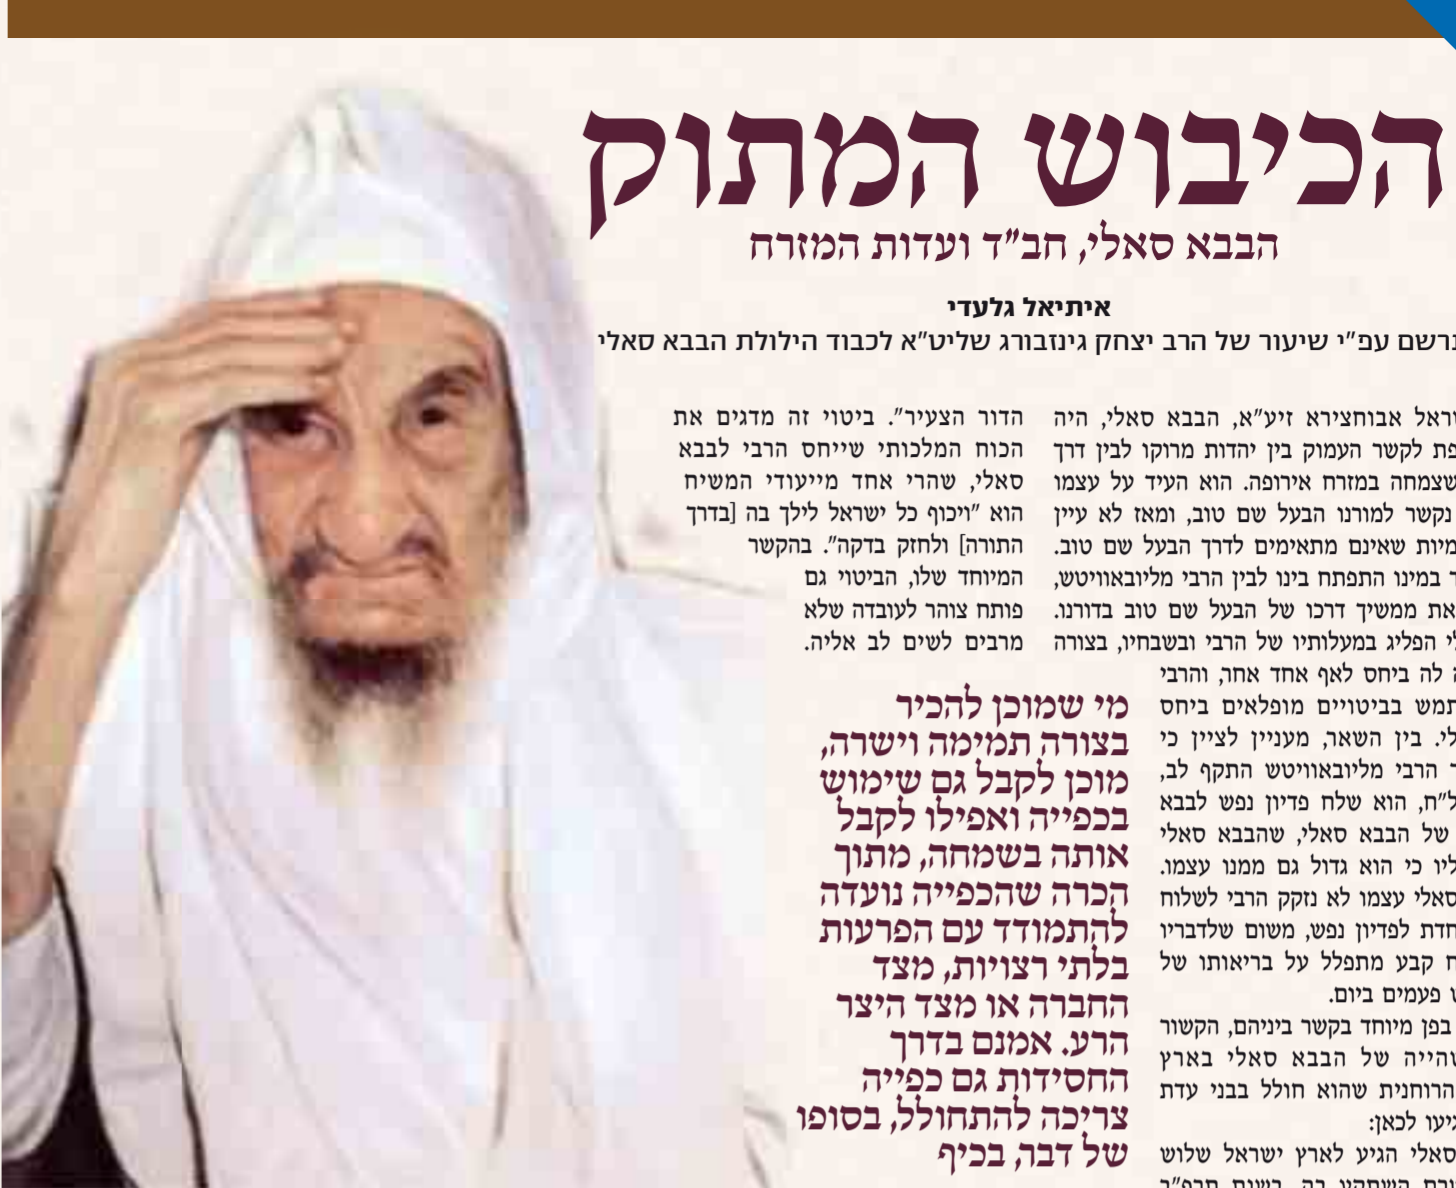 הכיבוש המתוק
הבבא סאלי, חב"ד ועדות המזרח
איתיאל גלעדי
נרשם עפ"י שיעור של הרב יצחק גינזבורג שליט"א לכבוד הילולת הבבא סאלי
אבוחצירא זיע"א, הבבא סאלי, היה
לקשר העמוק בין יהדות מרוקו לבין דרך
שצמחה במזרח אירופה. הוא העיד על עצמו
נקשר למורנו הבעל שם טוב, ומאז לא עיין
שאינם מתאימים לדרך הבעל שם טוב.
במינו התפתח בינו לבין הרבי מליובאוויטש,
את ממשיך דרכו של הבעל שם טוב בדורנו.
הפליג במעלותיו של הרבי ובשבחיו, בצורה
לה ביחס לאף אחד אחר, והרבי
בביטויים מופלאים ביחס
בין השאר, מעניין לציין כי
הרבי מליובאוויטש התקף לב,
הוא שלח פדיון נפש לבבא
של הבבא סאלי, שהבבא סאלי
כי הוא גדול גם ממנו עצמו.
סאלי עצמו לא נזקק הרבי לשלוח
לפדיון נפש, משום שלדבריו
קבע מתפלל על בריאותו של
פעמים ביום.
בפן מיוחד בקשר ביניהם, הקשור
של הבבא סאלי בארץ
הרוחנית שהוא חולל בבני עדת
לכאן:
סאלי הגיע לארץ ישראל שלוש
הדור הצעיר". ביטוי זה מדגים את
הכוח המלכותי שייחס הרבי לבבא
סאלי, שהרי אחד מייעודי המשיח
הוא "ויכוף כל ישראל לילך בה [בדרך
התורה] ולחזק בדקה". בהקשר
המיוחד שלו, הביטוי גם
פותח צוהר לעובדה שלא
מרבים לשים לב אליה.
מי שמוכן להכיר
בצורה תמימה וישרה,
מוכן לקבל גם שימוש
בכפייה ואפילו לקבל
אותה בשמחה, מתוך
הכרה שהכפייה נועדה
להתמודד עם הפרעות
בלתי רצויות, מצד
החברה או מצד היצר
הרע. אמנם בדרך
החסידות גם כפייה
צריכה להתחולל, בסופו
של דבר, בכיף